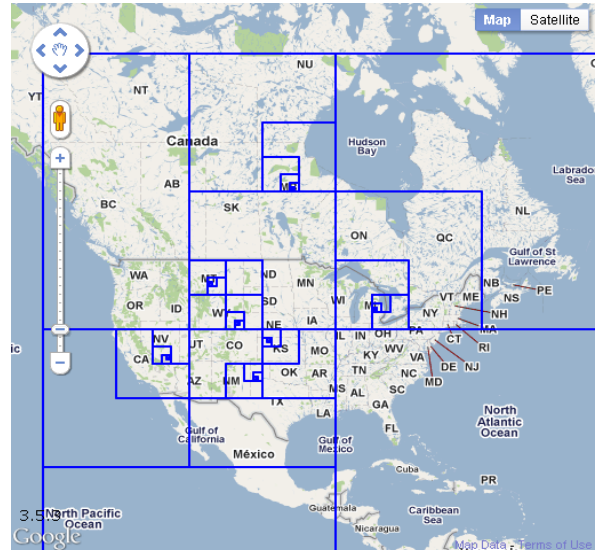 Map Satellite
NU
YT
NT
Canada
Hudson
Bay
Labrador
Sea
AB
BC
SK
ON
QC
NL
Gulf of St
Lawrence
WA
MT
ND
MN
NB
PE
VT
ME
NS
OR
ID
SD
WI
NY
NH
WY
IA
MA
NV
UT
CO
NE
IL
IN
OH
PA
CT
RI
CA
KS
MO
KY
WV
VA
DE
NJ
TN
MD
AZ
NM
OK
AR
NC
MS
AL
SC
TX
GA
LA
North
Atlantic
Ocean
FL
Gulf of
California
Gulf of
Mexico
México
Cuba
PR
Guatemala
Caribbean
Sea
Nicaragua
3.5.3
North Pacific
Ocean
Google
Map Data - Terms of Use
ic